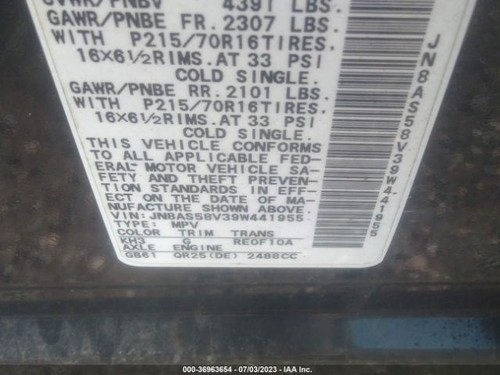 GVWR/PNBV 4391 LBS.
GAWR/PNBE FR. 2307 LBS.
WITH P215/70R16TIRES,
16X6½RIMS.AT 33 PSI
COLD SINGLE.
GAWR/PNBE RR. 2101 LBS.
WITH P215/70R16TIRES,
16X6½RIMS.AT 33 PSI
COLD SINGLE.
THIS VEHICLE CONFORMS
TO ALL APPLICABLE FED-
ERAL MOTOR VEHICLE SA-
FETY AND THEFT PREVEN-
TION STANDARDS IN EFF-
ECT ON THE DATE OF MA-
NUFACTURE SHOWN ABOVE.
VIN: JN8AS58V39W441955
TYPE: MPV
COLOR TRIM TRANS
KH3 G RE0F10A
AXLE ENGINE
GB61 QR25(DE) 2488CC
JN8AS58V39W441955
000-36963654 / 07/03/2023 / IAA Inc.